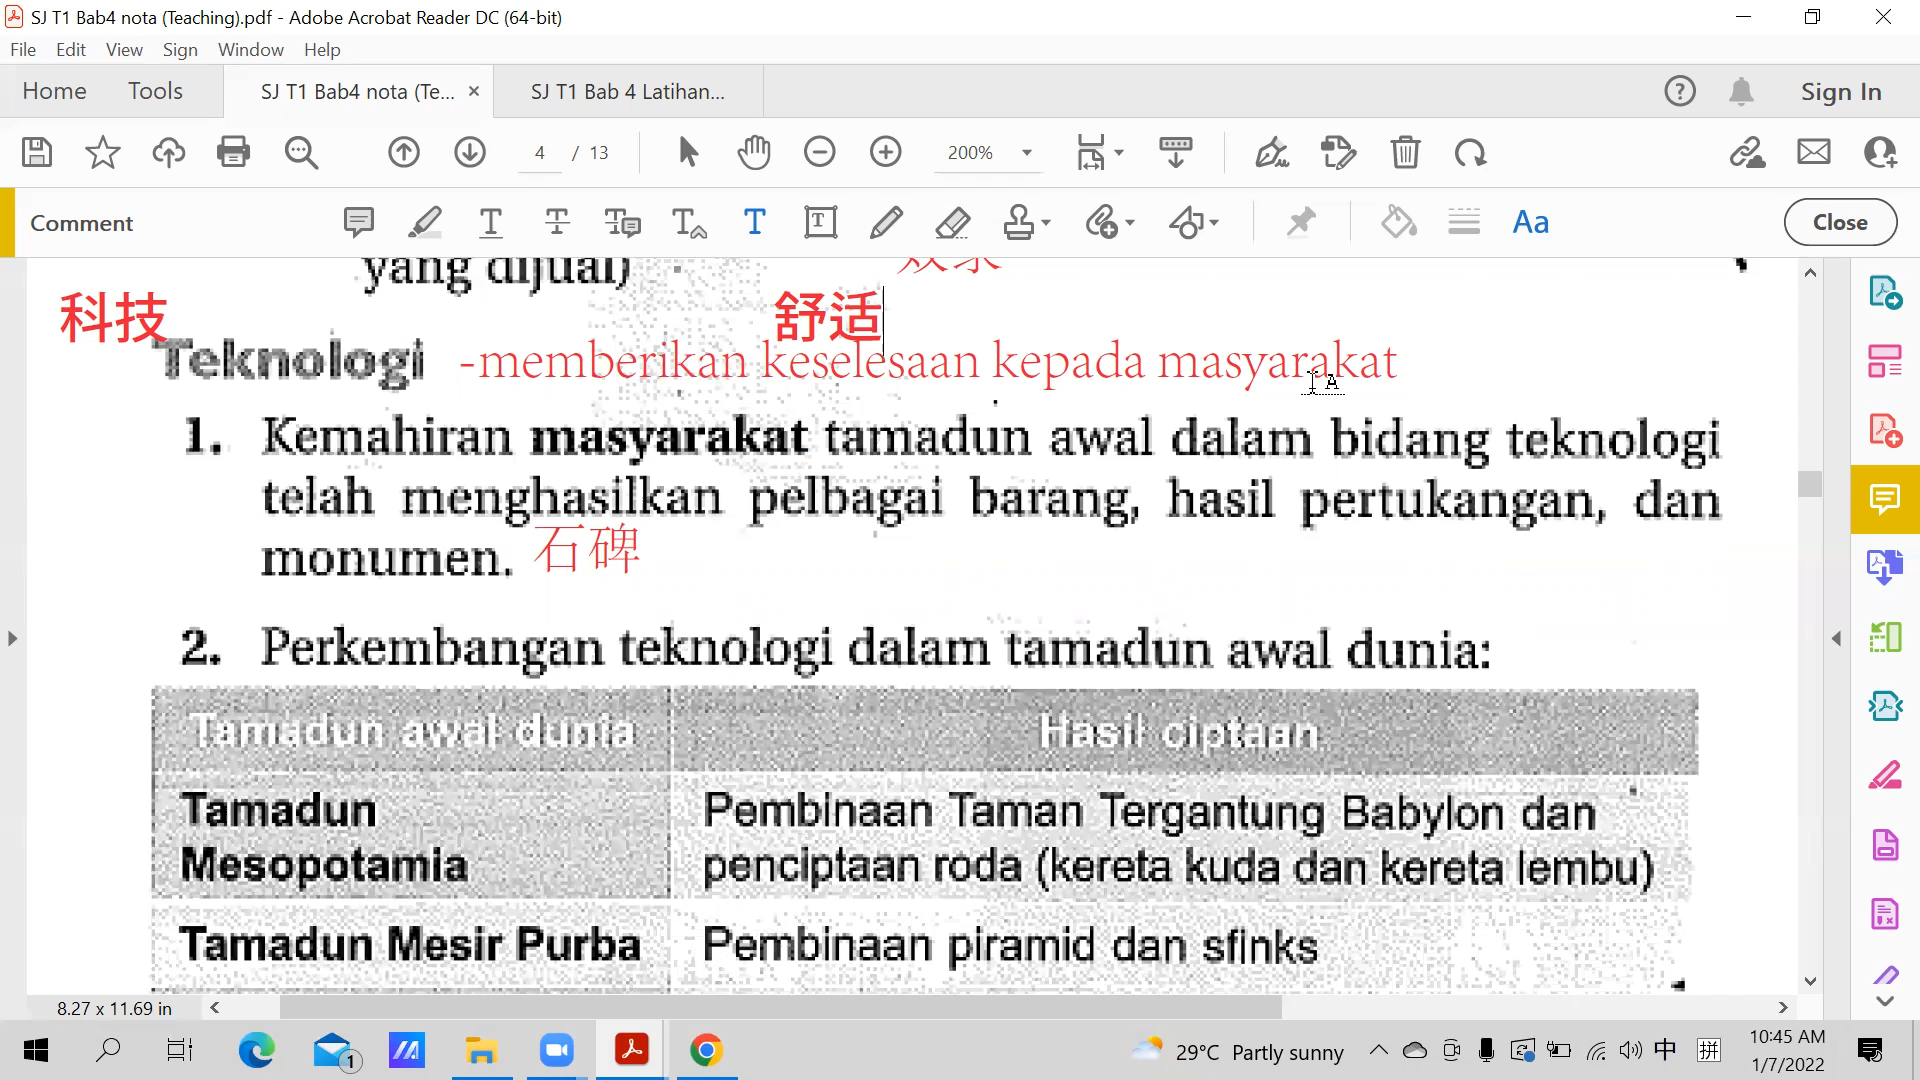 SJ T1 Bab4 nota (Teaching).pdf - Adobe Acrobat Reader DC (64-bit)
File Edit View Sign Window Help
Home Tools SJ T1 Bab4 nota (Te... × SJ T1 Bab 4 Latihan... Sign In
4 / 13 200%
Comment Aa Close
yang dijual)
科技 舒适
Teknologi -memberikan keselesaan kepada masyarakat
1. Kemahiran masyarakat tamadun awal dalam bidang teknologi
telah menghasilkan pelbagai barang, hasil pertukangan, dan
monumen. 石碑
2. Perkembangan teknologi dalam tamadun awal dunia:
Tamadun awal dunia Hasil ciptaan
Tamadun Mesopotamia Pembinaan Taman Tergantung Babylon dan
penciptaan roda (kereta kuda dan kereta lembu)
Tamadun Mesir Purba Pembinaan piramid dan sfinks
8.27 x 11.69 in
1 29°C Partly sunny 中 拼 10:45 AM
1/7/2022